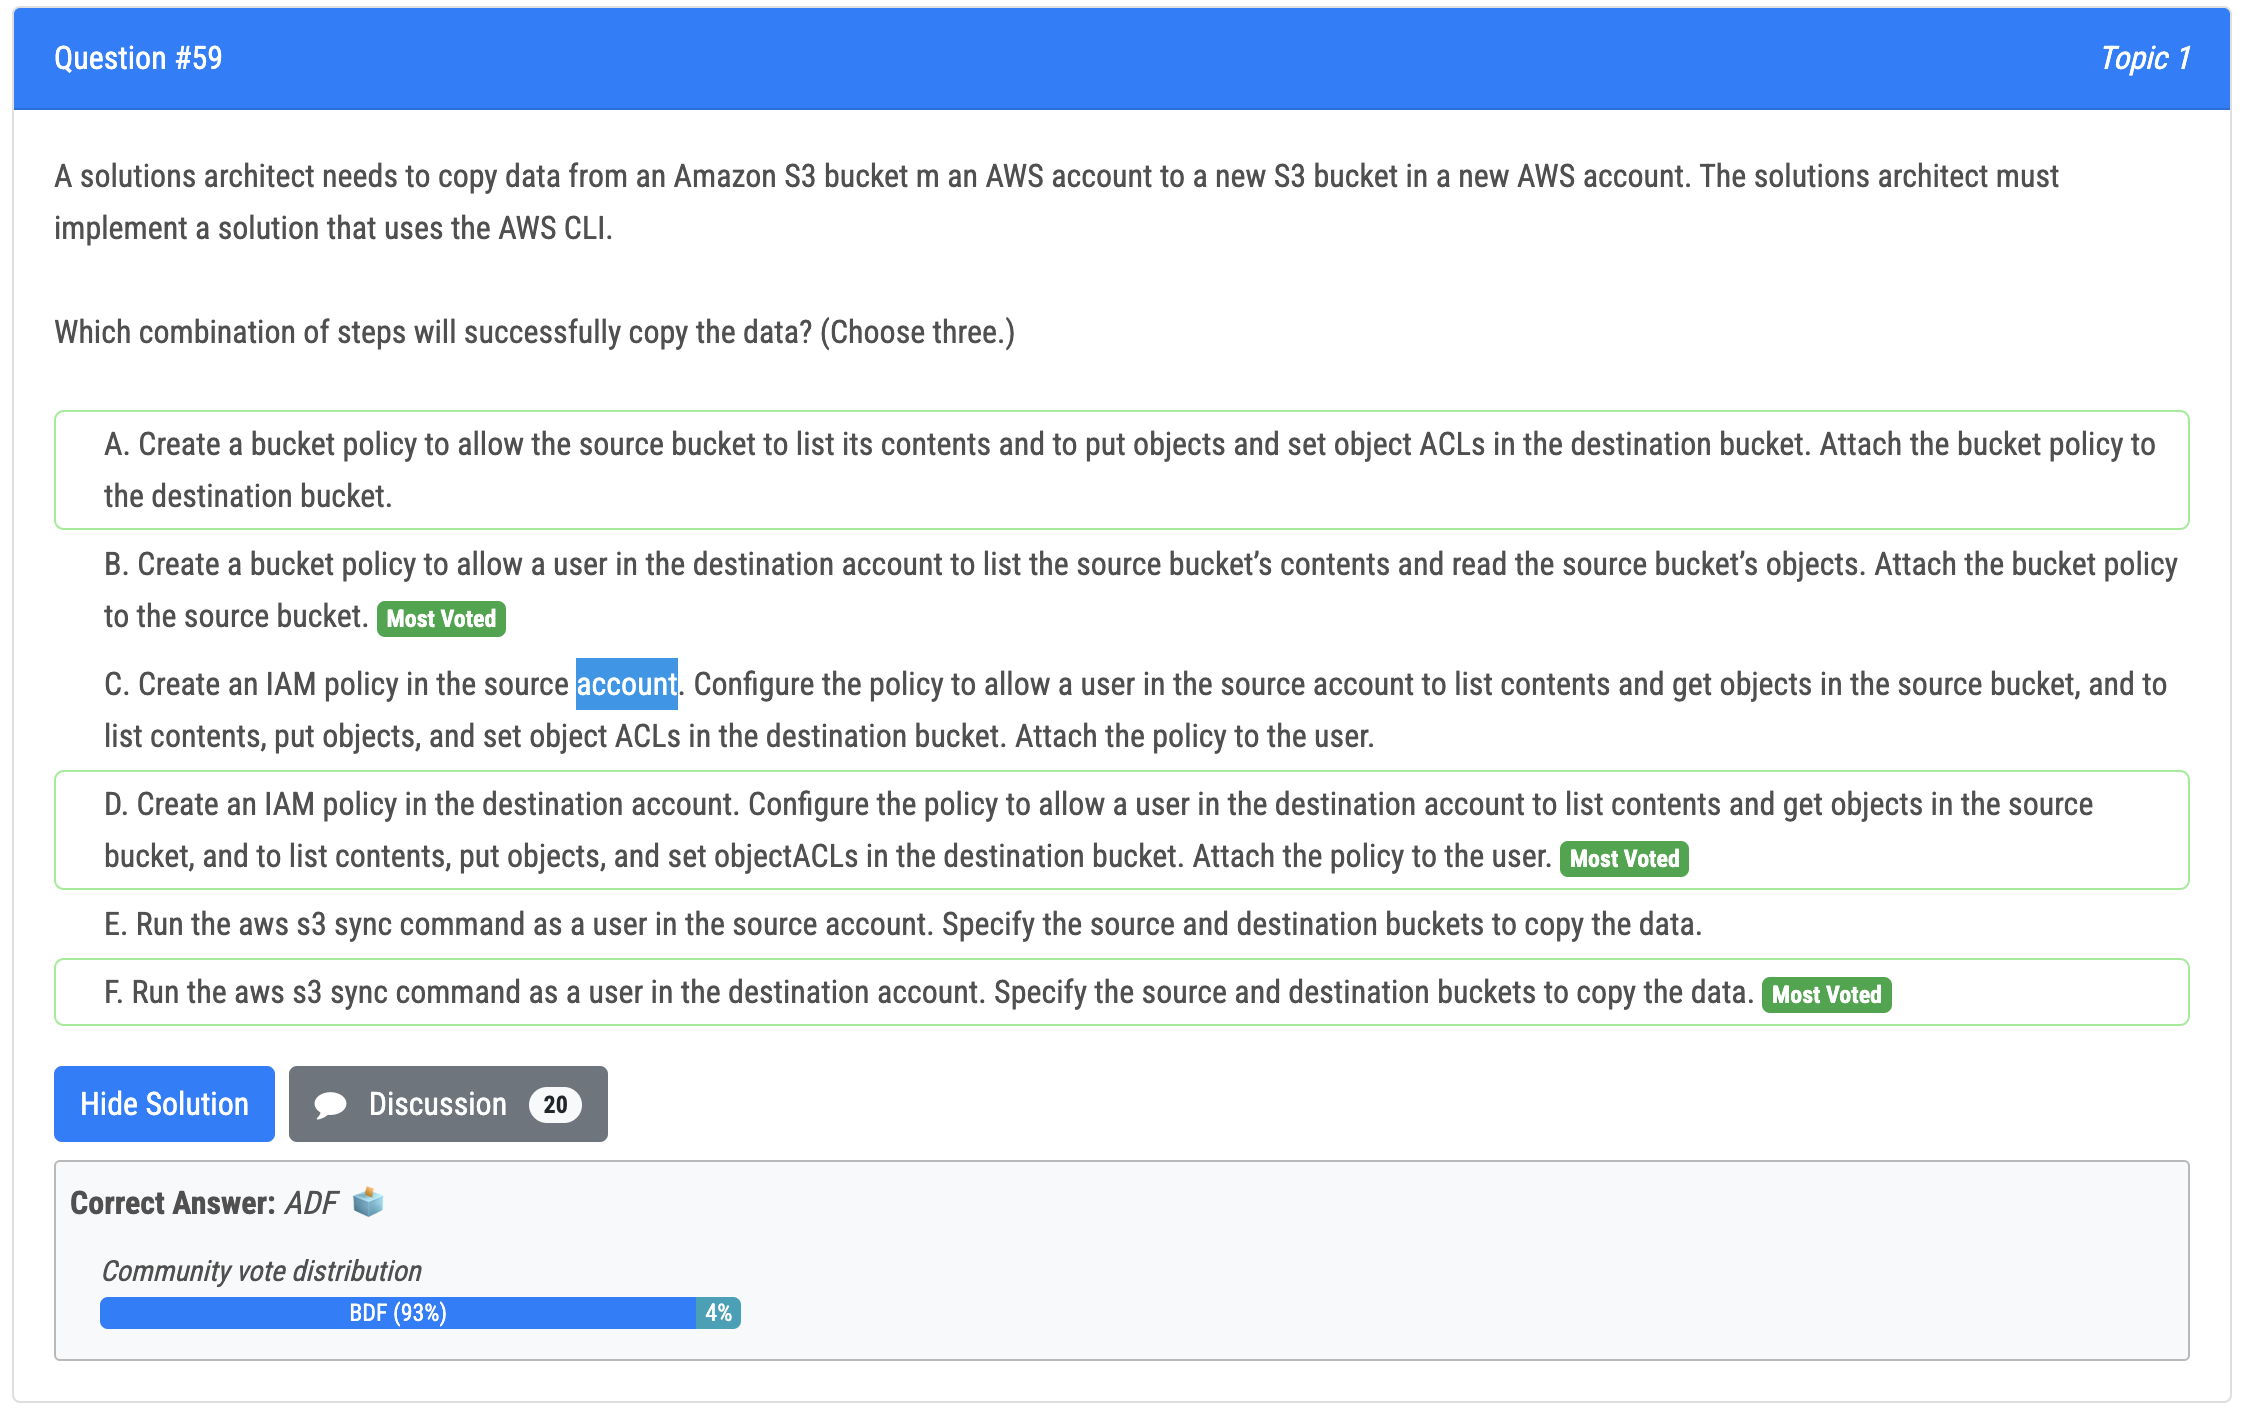 Question #59
Topic 1
A solutions architect needs to copy data from an Amazon S3 bucket m an AWS account to a new S3 bucket in a new AWS account. The solutions architect must
implement a solution that uses the AWS CLI.
Which combination of steps will successfully copy the data? (Choose three.)
A. Create a bucket policy to allow the source bucket to list its contents and to put objects and set object ACLs in the destination bucket. Attach the bucket policy to
the destination bucket.
B. Create a bucket policy to allow a user in the destination account to list the source bucket’s contents and read the source bucket’s objects. Attach the bucket policy
to the source bucket. Most Voted
C. Create an IAM policy in the source account. Configure the policy to allow a user in the source account to list contents and get objects in the source bucket, and to
list contents, put objects, and set object ACLs in the destination bucket. Attach the policy to the user.
D. Create an IAM policy in the destination account. Configure the policy to allow a user in the destination account to list contents and get objects in the source
bucket, and to list contents, put objects, and set objectACLs in the destination bucket. Attach the policy to the user. Most Voted
E. Run the aws s3 sync command as a user in the source account. Specify the source and destination buckets to copy the data.
F. Run the aws s3 sync command as a user in the destination account. Specify the source and destination buckets to copy the data. Most Voted
Hide Solution
Discussion 20
Correct Answer: ADF
Community vote distribution
BDF (93%)
4%